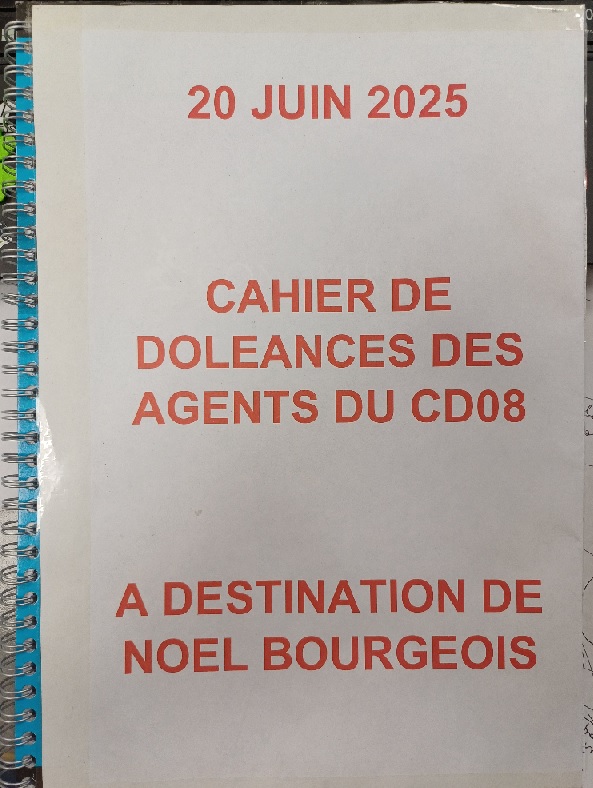 20 JUIN 2025
CAHIER DE
DOLEANCES DES
AGENTS DU CD08
A DESTINATION DE
NOEL BOURGEOIS